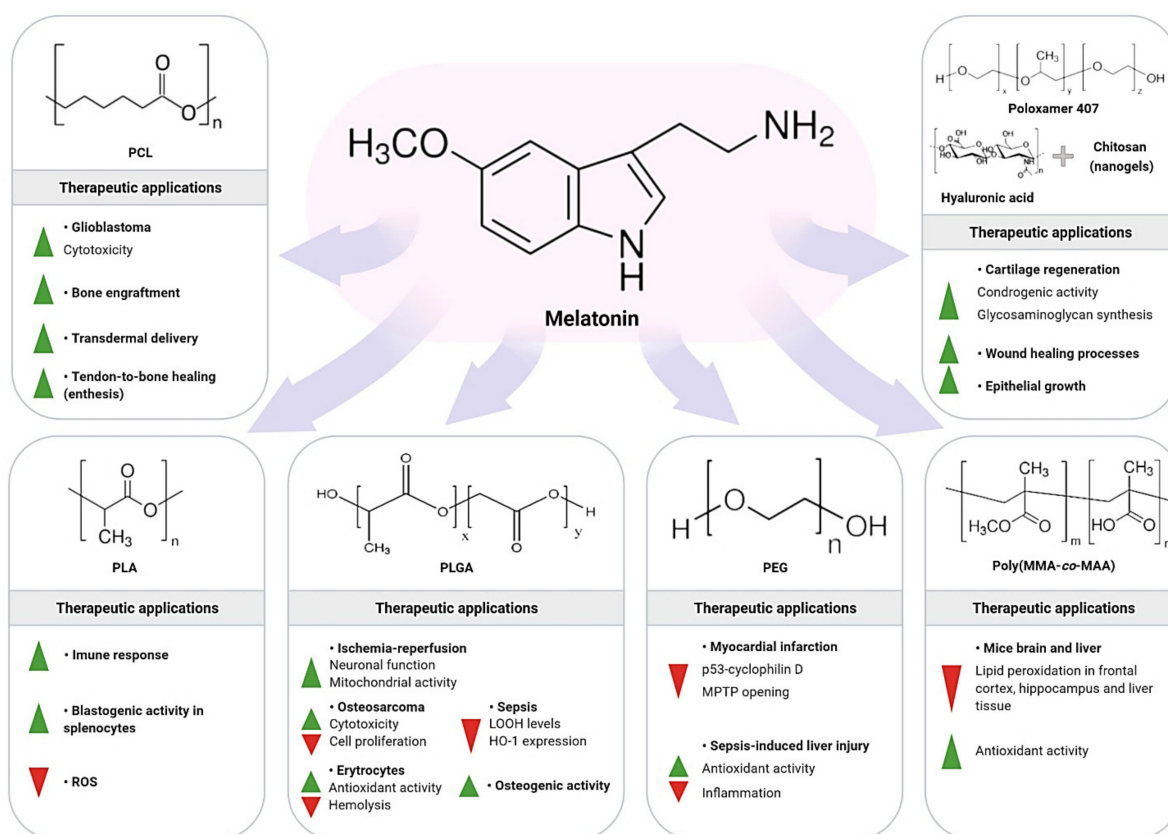 O
O
n
PCL
Therapeutic applications
• Glioblastoma
Cytotoxicity
• Bone engraftment
• Transdermal delivery
• Tendon-to-bone healing
(enthesis)
H₃CO
NH₂
N
H
Melatonin
CH₃
H O O O OH
x y z
Poloxamer 407
Chitosan
(nanogels)
Hyaluronic acid
Therapeutic applications
• Cartilage regeneration
Condrogenic activity
Glycosaminoglycan synthesis
• Wound healing processes
• Epithelial growth
O
O
CH₃
n
PLA
Therapeutic applications
• Imune response
• Blastogenic activity in
splenocytes
• ROS
O
HO
O
O
H
CH₃
O
x
y
PLGA
Therapeutic applications
• Ischemia-reperfusion
Neuronal function
Mitochondrial activity
• Osteosarcoma
Cytotoxicity
Cell proliferation
• Sepsis
LOOH levels
HO-1 expression
• Erytrocytes
Antioxidant activity
Hemolysis
• Osteogenic activity
H
O
n
OH
PEG
Therapeutic applications
• Myocardial infarction
p53-cyclophilin D
MPTP opening
• Sepsis-induced liver injury
Antioxidant activity
Inflammation
CH₃
CH₃
H₃CO O
HO O
m
Poly(MMA-co-MAA)
Therapeutic applications
• Mice brain and liver
Lipid peroxidation in frontal
cortex, hippocampus and liver
tissue
Antioxidant activity